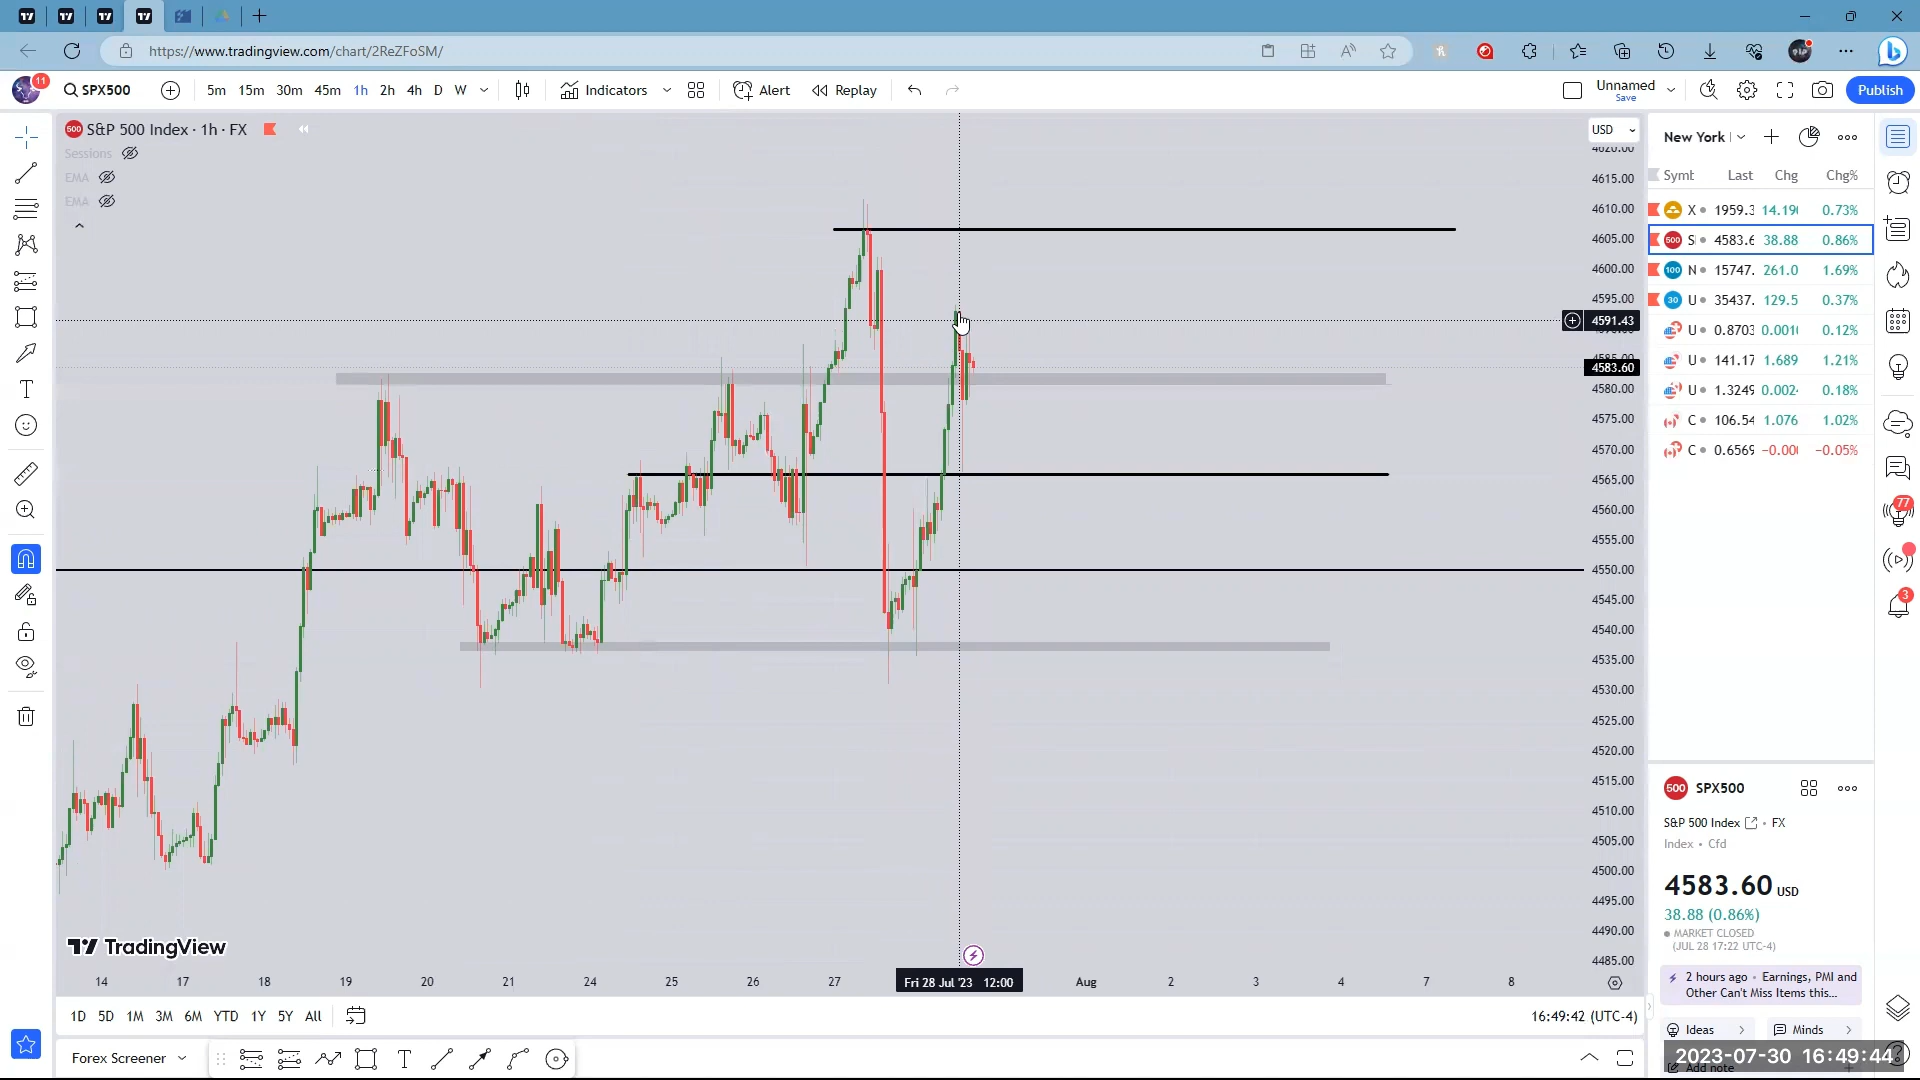 https://www.tradingview.com/chart/2ReZFoSM/
11
SPX500
5m 15m 30m 45m 1h 2h 4h D W
Indicators
Alert
Replay
Unnamed
Save
Publish
S&P 500 Index · 1h · FX
Sessions
EMA
EMA
USD
4620.00
4615.00
4610.00
4605.00
4600.00
4595.00
4591.43
4585.00
4583.60
4580.00
4575.00
4570.00
4565.00
4560.00
4555.00
4550.00
4545.00
4540.00
4535.00
4530.00
4525.00
4520.00
4515.00
4510.00
4505.00
4500.00
4495.00
4490.00
4485.00
New York
Symb Last Chg Chg%
X 1959.3 14.190 0.73%
500 S 4583.6 38.88 0.86%
100 N 15747. 261.0 1.69%
30 U 35437. 129.5 0.37%
U 0.8703 0.12%
U 141.17 1.689 1.21%
U 1.3249 0.18%
C 106.54 1.076 1.02%
C 0.6569 −0.05%
77
3
500 SPX500
S&P 500 Index • FX
Index • Cfd
4583.60 USD
38.88 (0.86%)
MARKET CLOSED
(JUL 28 17:22 UTC-4)
2 hours ago • Earnings, PMI and
Other Can't Miss Items this...
Ideas
Minds
Add note
TradingView
14 17 18 19 20 21 24 25 26 27 Fri 28 Jul '23 12:00 Aug 2 3 4 7 8
1D 5D 1M 3M 6M YTD 1Y 5Y All
16:49:42 (UTC-4)
Forex Screener
2023-07-30 16:49:44